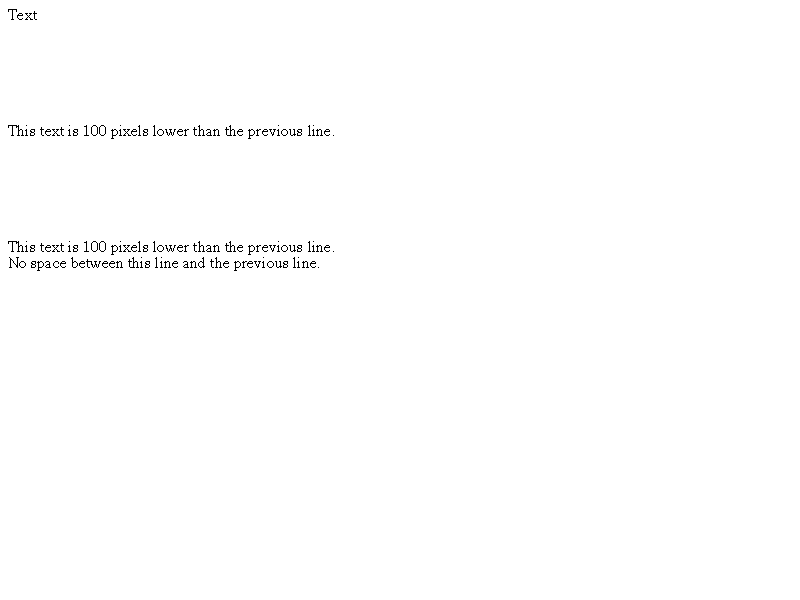 Text
This text is 100 pixels lower than the previous line.
This text is 100 pixels lower than the previous line.
No space between this line and the previous line.